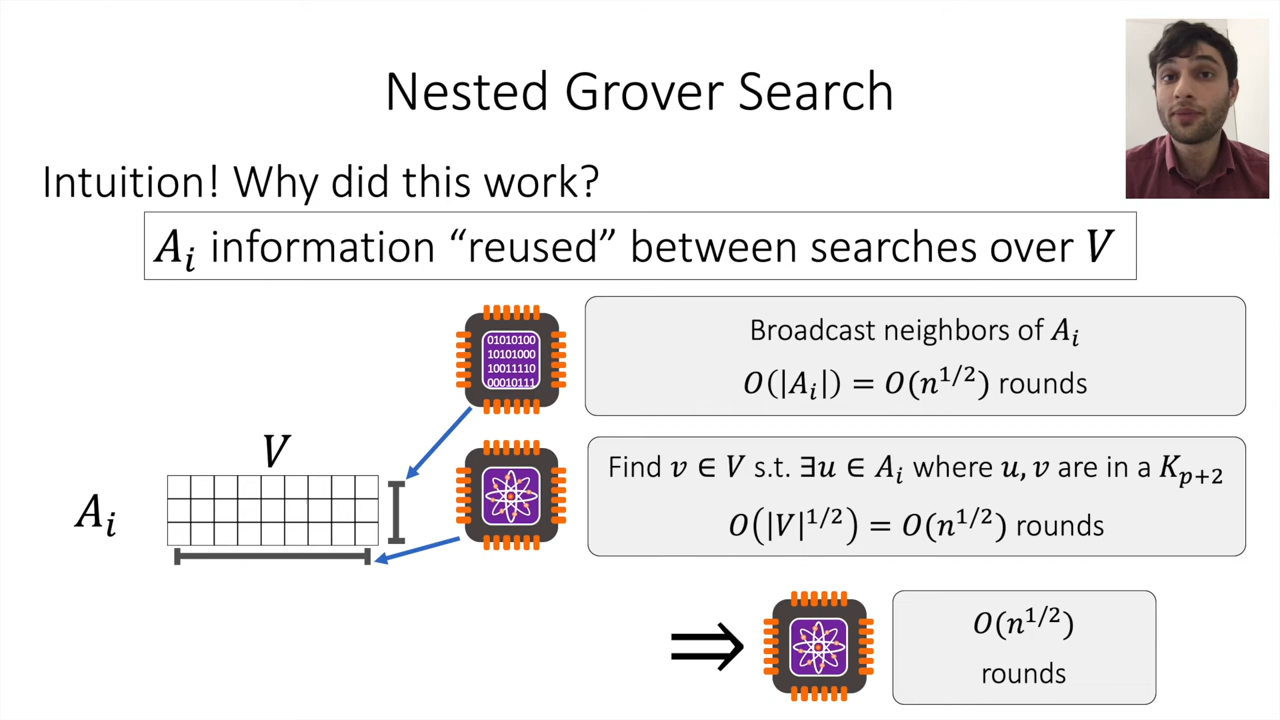 Nested Grover Search
Intuition! Why did this work?
A_i information “reused” between searches over V
01010100
10101000
10011110
00010111
Broadcast neighbors of A_i
O(|A_i|) = O(n^{1/2}) rounds
V
A_i
Find v ∈ V s.t. ∃u ∈ A_i where u, v are in a K_{p+2}
O(|V|^{1/2}) = O(n^{1/2}) rounds
⇒
O(n^{1/2})
rounds